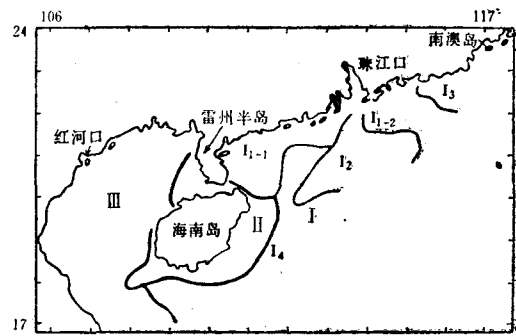 106
117°
24
南澳岛
珠江口
I₃
雷州半岛
红河口
I₁₋₁
I₁₋₂
I₂
III
I
海南岛
II
I₄
17